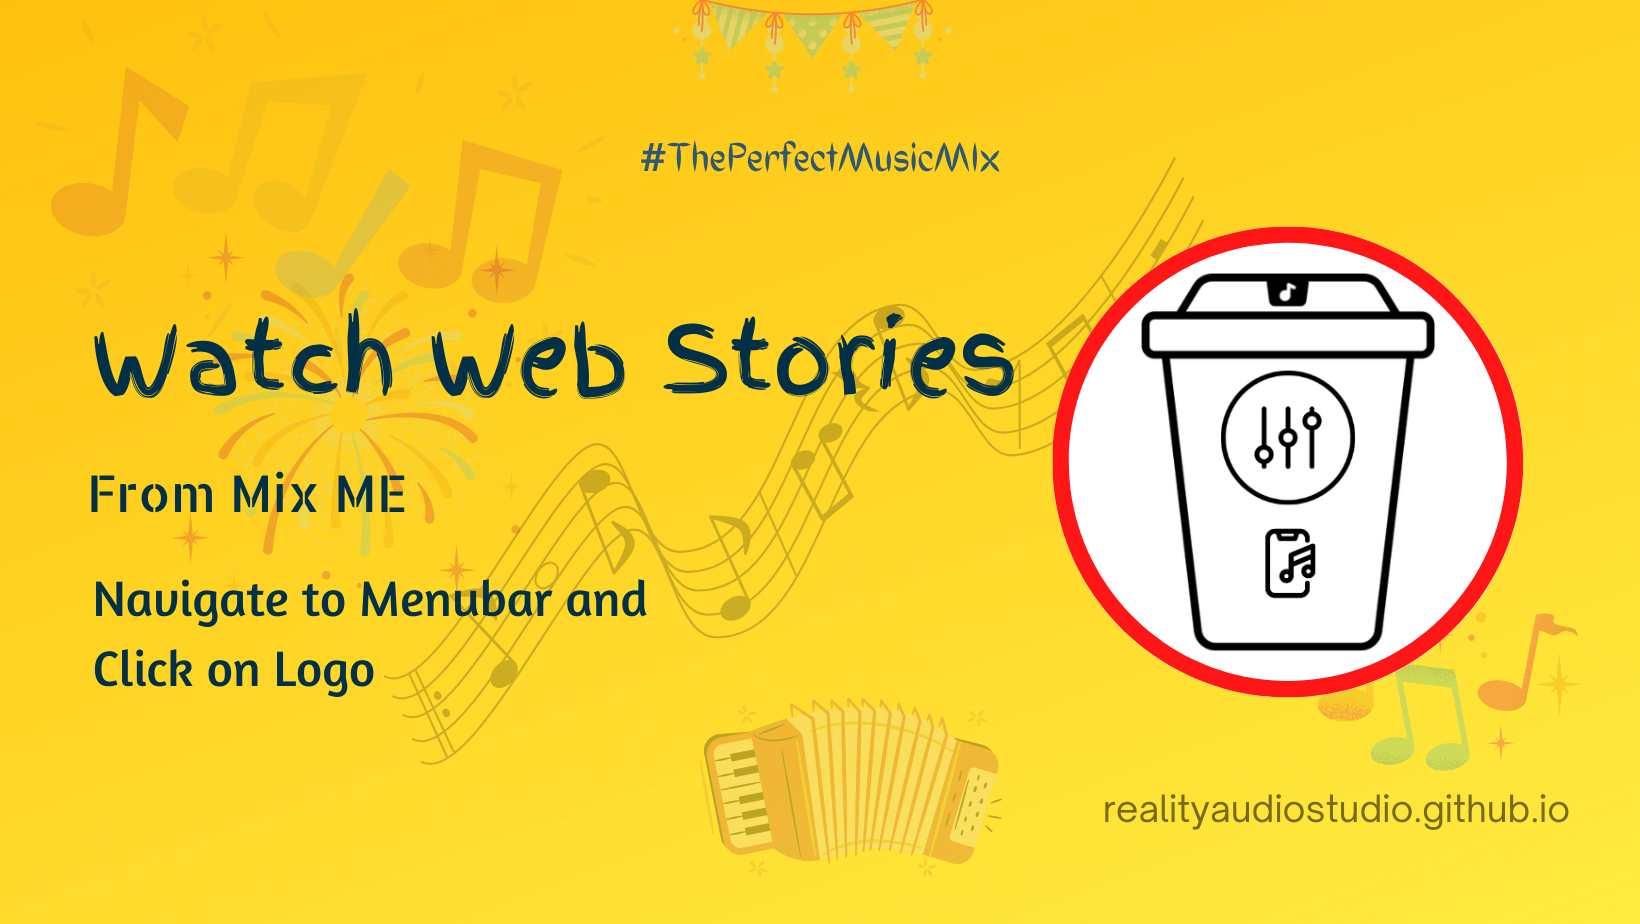 #ThePerfectMusicMIx
Watch Web Stories
From Mix ME
Navigate to Menubar and
Click on Logo
realityaudiostudio.github.io